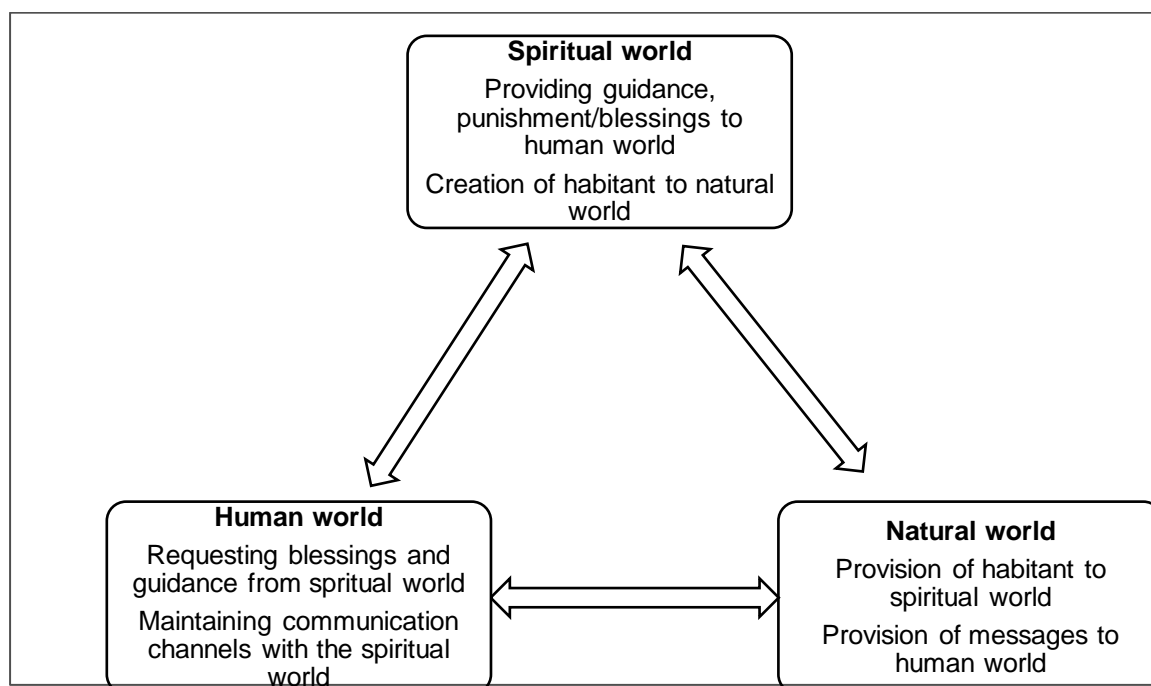 Spiritual world
Providing guidance,
punishment/blessings to
human world
Creation of habitant to natural
world
Human world
Requesting blessings and
guidance from spritual world
Maintaining communication
channels with the spiritual
world
Natural world
Provision of habitant to
spiritual world
Provision of messages to
human world